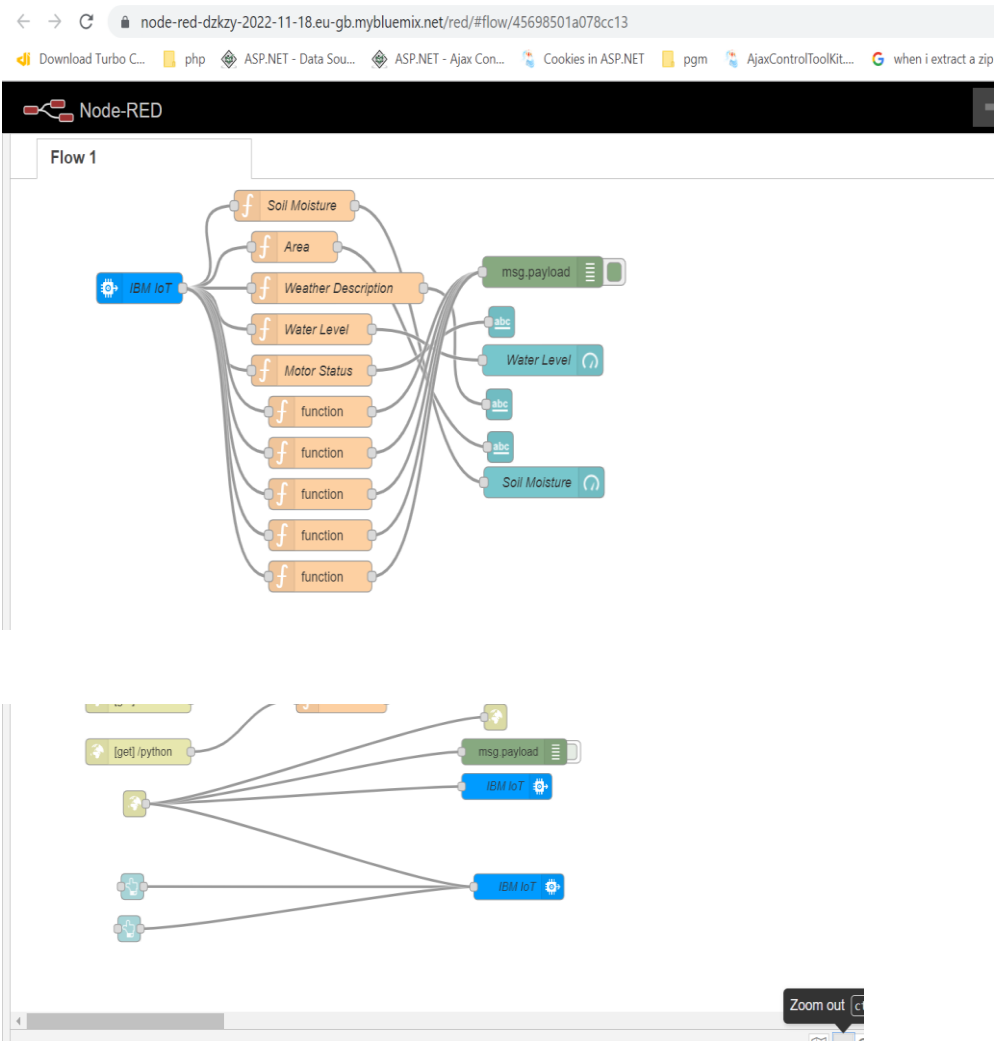 node-red-dzkzy-2022-11-18.eu-gb.mybluemix.net/red/#flow/45698501a078cc13
Download Turbo C... php ASP.NET - Data Sou... ASP.NET - Ajax Con... Cookies in ASP.NET pgm AjaxControlToolKit.... when i extract a zip
Node-RED
Flow 1
Soil Moisture
Area
msg.payload
IBM IoT
Weather Description
abc
Water Level
Water Level
Motor Status
abc
function
abc
function
Soil Moisture
function
function
function
[get] /python
msg.payload
IBM IoT
IBM IoT
Zoom out